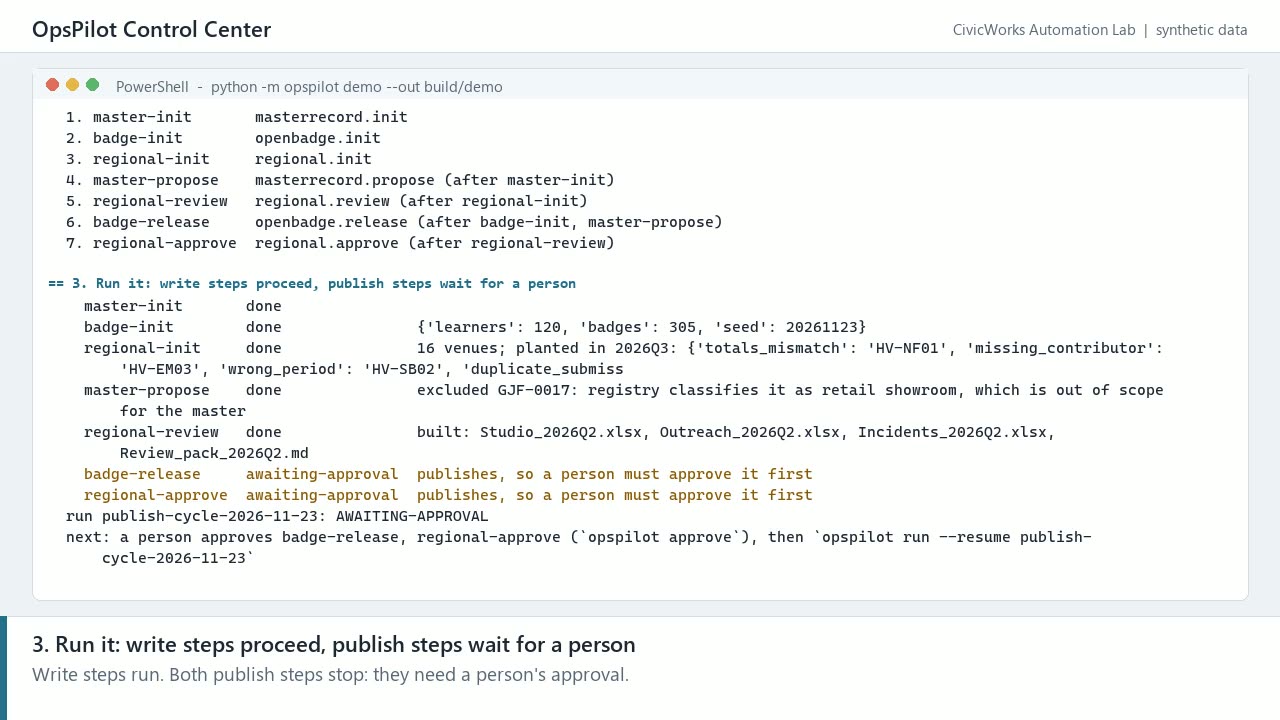 OpsPilot Control Center
CivicWorks Automation Lab | synthetic data
PowerShell - python -m opspilot demo --out build/demo
1. master-init masterrecord.init
2. badge-init openbadge.init
3. regional-init regional.init
4. master-propose masterrecord.propose (after master-init)
5. regional-review regional.review (after regional-init)
6. badge-release openbadge.release (after badge-init, master-propose)
7. regional-approve regional.approve (after regional-review)
== 3. Run it: write steps proceed, publish steps wait for a person
master-init done
badge-init done {'learners': 120, 'badges': 305, 'seed': 20261123}
regional-init done 16 venues; planted in 2026Q3: {'totals_mismatch': 'HV-NF01', 'missing_contributor':
'HV-EM03', 'wrong_period': 'HV-SB02', 'duplicate_submiss
master-propose done excluded GJF-0017: registry classifies it as retail showroom, which is out of scope
for the master
regional-review done built: Studio_2026Q2.xlsx, Outreach_2026Q2.xlsx, Incidents_2026Q2.xlsx,
Review_pack_2026Q2.md
badge-release awaiting-approval publishes, so a person must approve it first
regional-approve awaiting-approval publishes, so a person must approve it first
run publish-cycle-2026-11-23: AWAITING-APPROVAL
next: a person approves badge-release, regional-approve (`opspilot approve`), then `opspilot run --resume publish-
cycle-2026-11-23`
3. Run it: write steps proceed, publish steps wait for a person
Write steps run. Both publish steps stop: they need a person's approval.